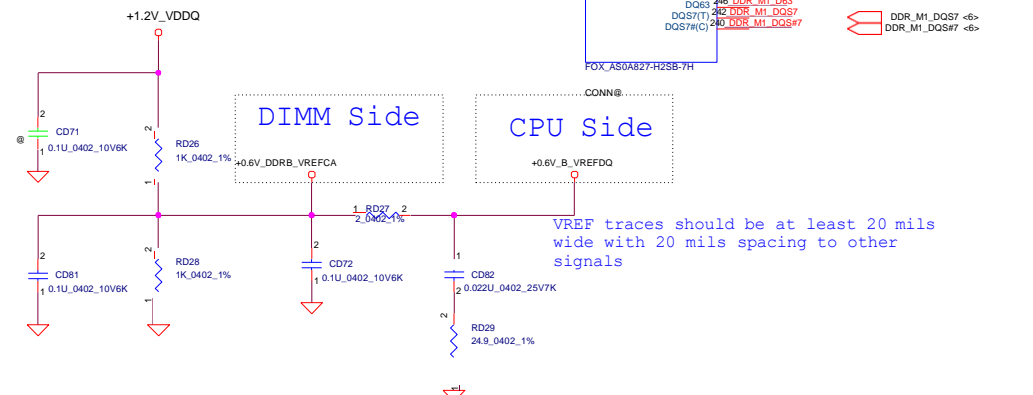 +1.2V_VDDQ
DQ63
246 DDR_M1_D63
DQS7(T)
242 DDR_M1_DQS7
DQS7#(C)
240 DDR_M1_DQS#7
DDR_M1_DQS7 <6>
DDR_M1_DQS#7 <6>
FOX_AS0A827-H2SB-7H
CONN@
DIMM Side
CPU Side
2
CD71
@
1
0.1U_0402_10V6K
2
RD26
1K_0402_1%
1
+0.6V_DDRB_VREFCA
+0.6V_B_VREFDQ
1
RD27
2
2_0402_1%
VREF traces should be at least 20 mils
wide with 20 mils spacing to other
signals
2
CD81
1
0.1U_0402_10V6K
2
RD28
1K_0402_1%
1
2
CD72
1
0.1U_0402_10V6K
1
CD82
2
0.022U_0402_25V7K
2
RD29
24.9_0402_1%
1